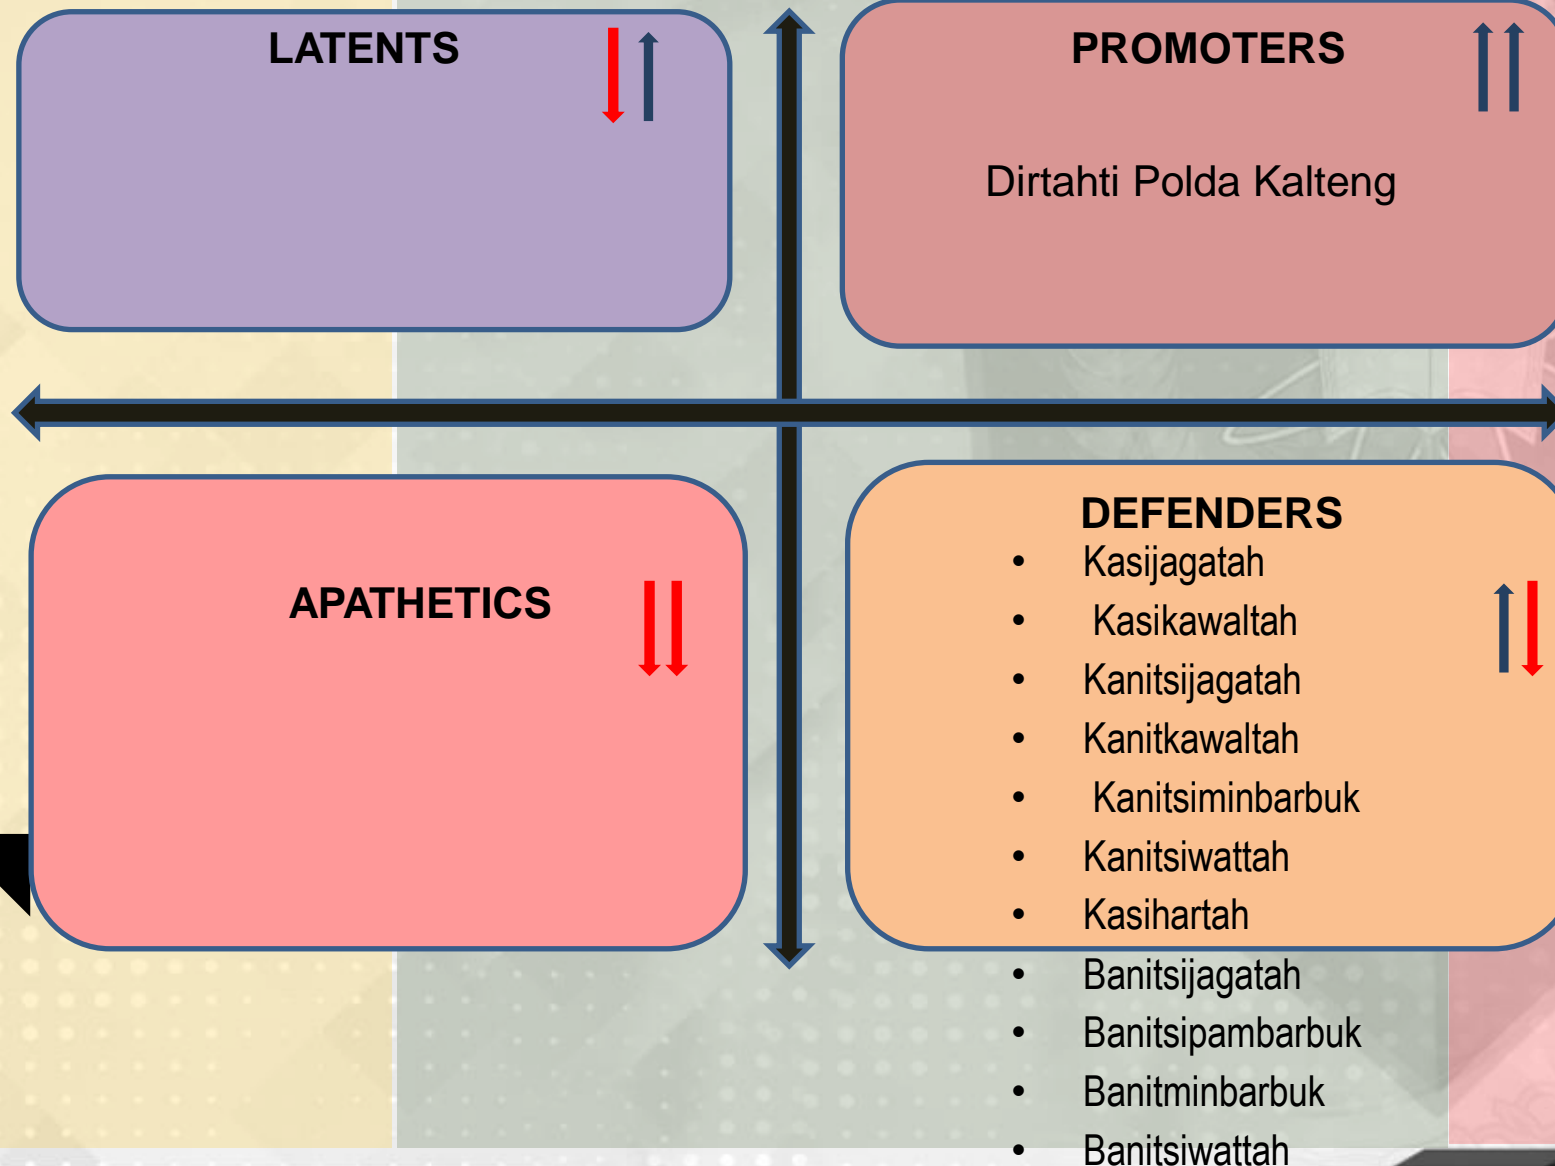 LATENTS
PROMOTERS
Dirtahti Polda Kalteng
APATHETICS
DEFENDERS
• Kasijagatah
• Kasikawaltah
• Kanitsijagatah
• Kanitkawaltah
• Kanitsiminbarbuk
• Kanitsiwattah
• Kasihartah
• Banitsijagatah
• Banitsipambarbuk
• Banitminbarbuk
• Banitsiwattah